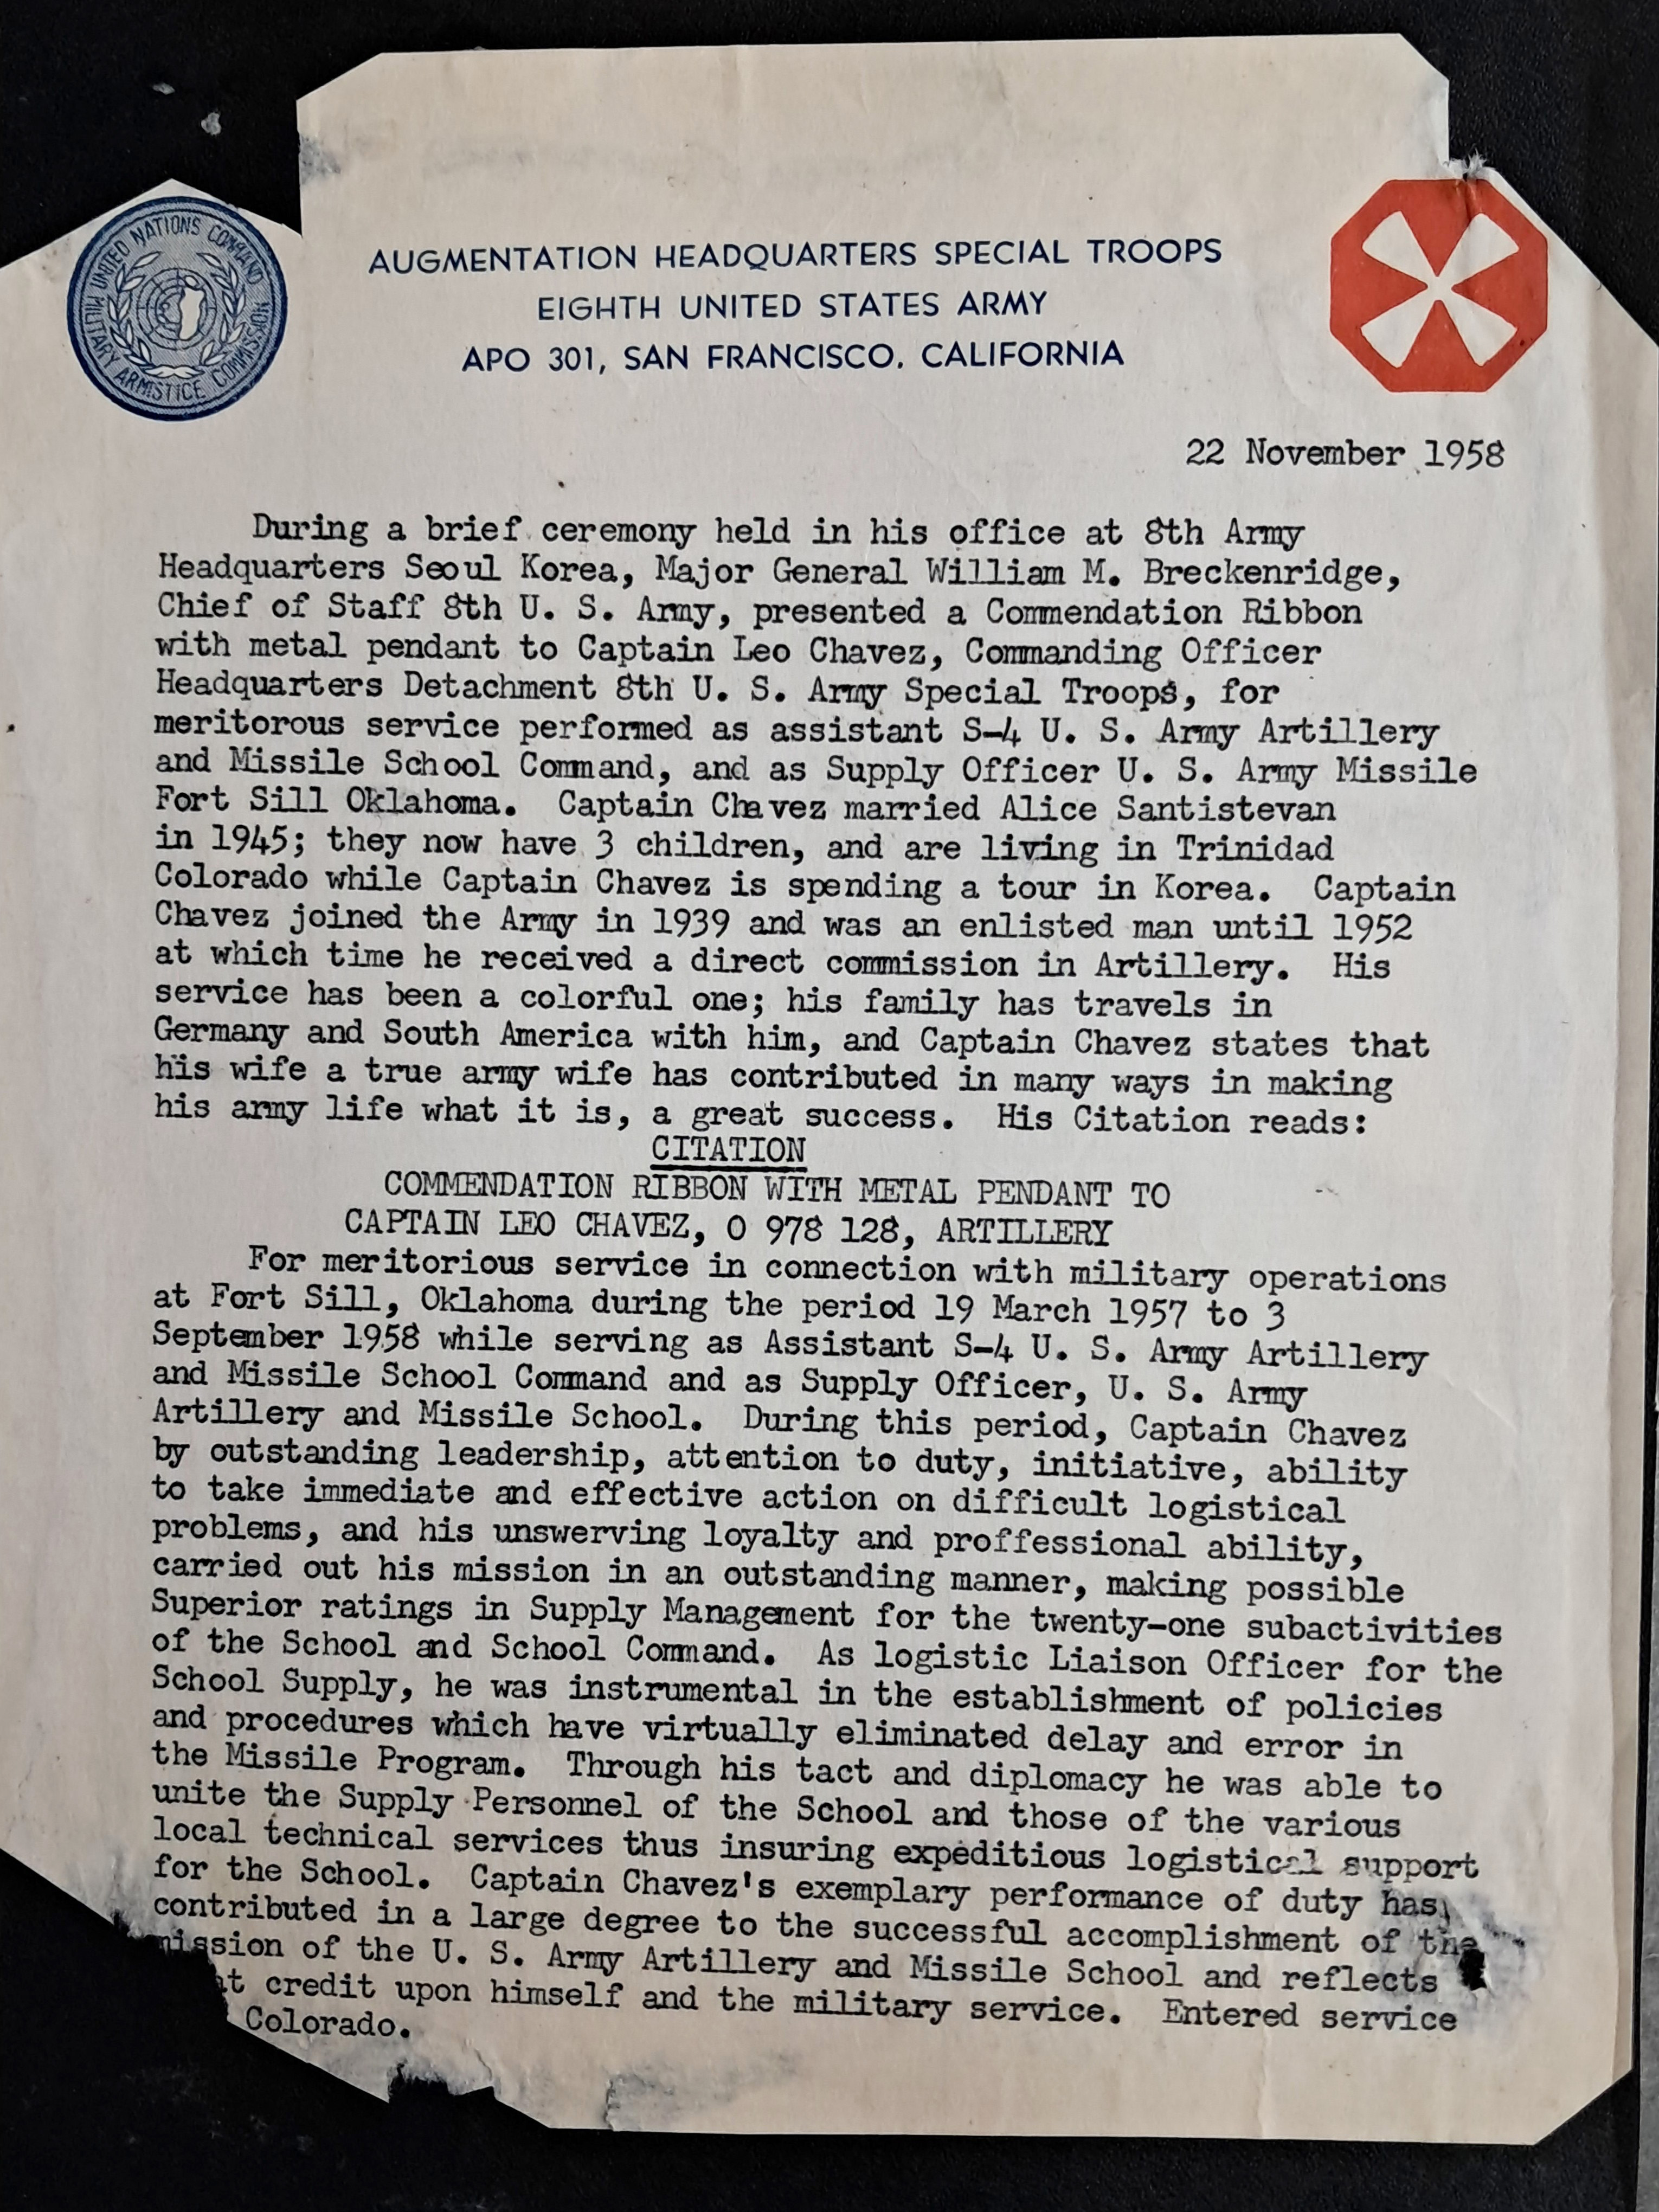 UNITED NATIONS COMMAND
MILITARY ARMISTICE COMMISSION
AUGMENTATION HEADQUARTERS SPECIAL TROOPS
EIGHTH UNITED STATES ARMY
APO 301, SAN FRANCISCO, CALIFORNIA
22 November 1958
During a brief ceremony held in his office at 8th Army
Headquarters Seoul Korea, Major General William M. Breckenridge,
Chief of Staff 8th U. S. Army, presented a Commendation Ribbon
with metal pendant to Captain Leo Chavez, Commanding Officer
Headquarters Detachment 8th U. S. Army Special Troops, for
meritorous service performed as assistant S-4 U. S. Army Artillery
and Missile School Command, and as Supply Officer U. S. Army Missile
Fort Sill Oklahoma. Captain Chavez married Alice Santistevan
in 1945; they now have 3 children, and are living in Trinidad
Colorado while Captain Chavez is spending a tour in Korea. Captain
Chavez joined the Army in 1939 and was an enlisted man until 1952
at which time he received a direct commission in Artillery. His
service has been a colorful one; his family has travels in
Germany and South America with him, and Captain Chavez states that
his wife a true army wife has contributed in many ways in making
his army life what it is, a great success. His Citation reads:
CITATION
COMMENDATION RIBBON WITH METAL PENDANT TO
CAPTAIN LEO CHAVEZ, O 978 128, ARTILLERY
For meritorious service in connection with military operations
at Fort Sill, Oklahoma during the period 19 March 1957 to 3
September 1958 while serving as Assistant S-4 U. S. Army Artillery
and Missile School Command and as Supply Officer, U. S. Army
Artillery and Missile School. During this period, Captain Chavez
by outstanding leadership, attention to duty, initiative, ability
to take immediate and effective action on difficult logistical
problems, and his unswerving loyalty and proffessional ability,
carried out his mission in an outstanding manner, making possible
Superior ratings in Supply Management for the twenty-one subactivities
of the School and School Command. As logistic Liaison Officer for the
School Supply, he was instrumental in the establishment of policies
and procedures which have virtually eliminated delay and error in
the Missile Program. Through his tact and diplomacy he was able to
unite the Supply Personnel of the School and those of the various
local technical services thus insuring expeditious logistical support
for the School. Captain Chavez's exemplary performance of duty has
contributed in a large degree to the successful accomplishment of the
mission of the U. S. Army Artillery and Missile School and reflects
credit upon himself and the military service. Entered service
Colorado.